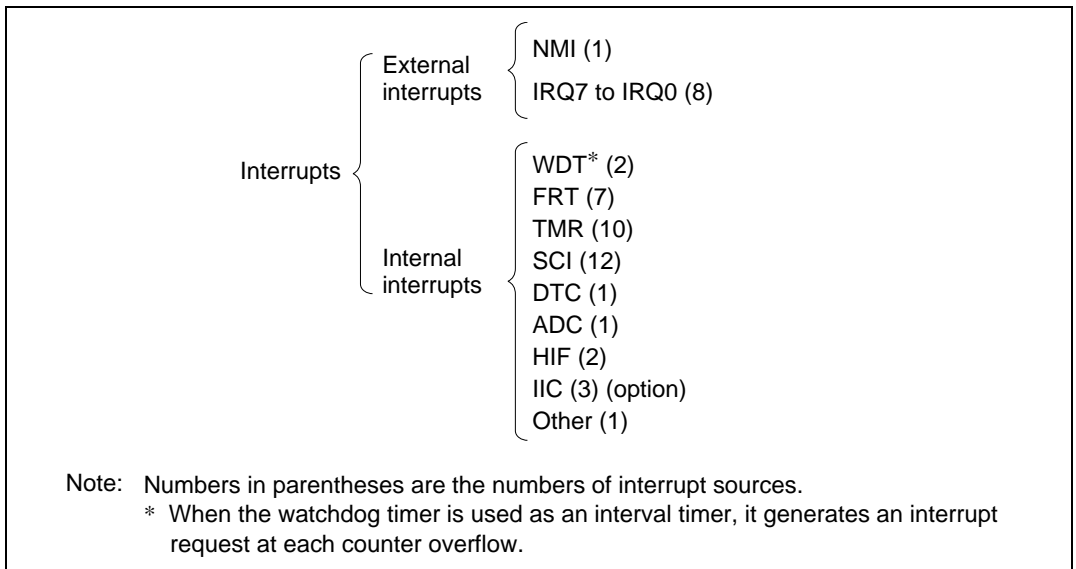 Interrupts
External
interrupts
NMI (1)
IRQ7 to IRQ0 (8)
Internal
interrupts
WDT* (2)
FRT (7)
TMR (10)
SCI (12)
DTC (1)
ADC (1)
HIF (2)
IIC (3) (option)
Other (1)
Note: Numbers in parentheses are the numbers of interrupt sources.
* When the watchdog timer is used as an interval timer, it generates an interrupt
request at each counter overflow.